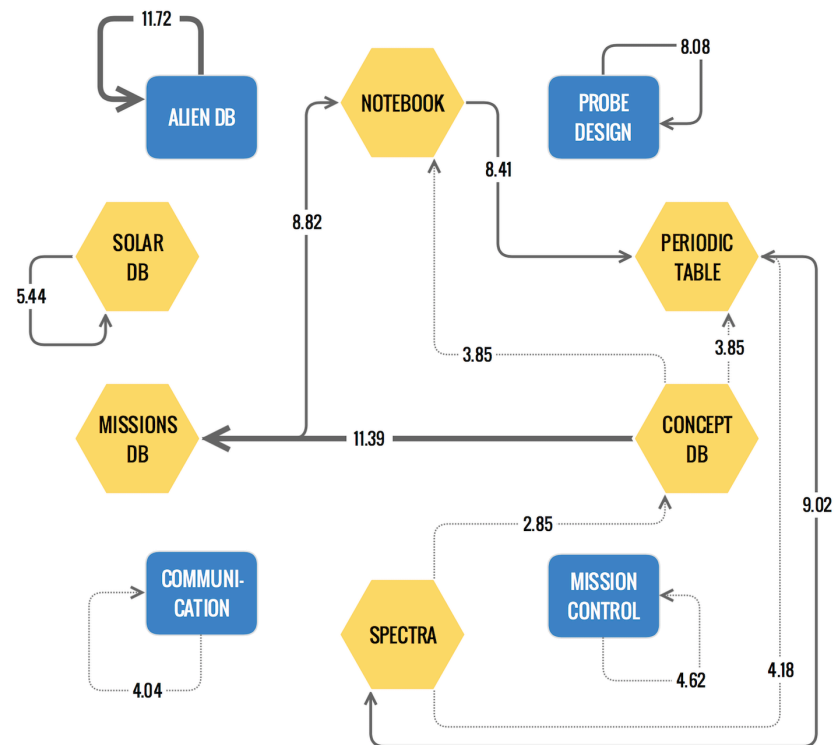 11.72
ALIEN DB
NOTEBOOK
8.08
PROBE
DESIGN
8.41
8.82
SOLAR
DB
5.44
PERIODIC
TABLE
3.85
3.85
MISSIONS
DB
11.39
CONCEPT
DB
9.02
2.85
COMMUNI-
CATION
4.04
SPECTRA
MISSION
CONTROL
4.62
4.18